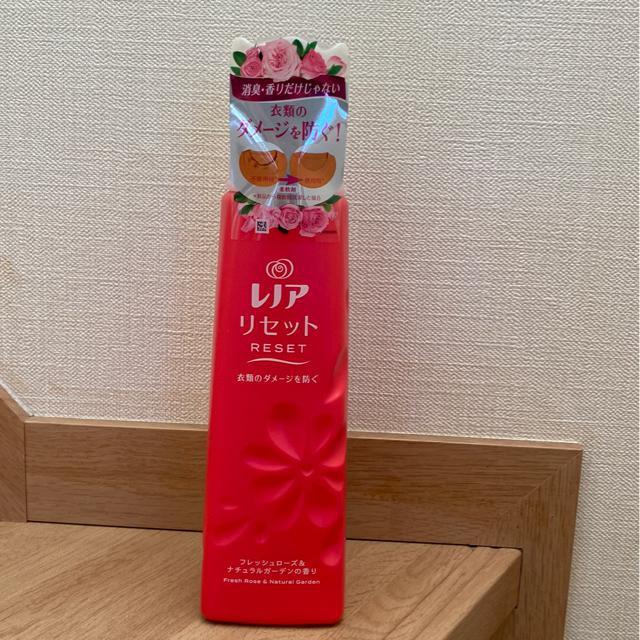 消臭・香りだけじゃない
衣類の
ダメージを防ぐ!
柔軟剤
レノア
リセット
RESET
衣類のダメージを防ぐ
フレッシュローズ&
ナチュラルガーデンの香り
Fresh Rose & Natural Garden